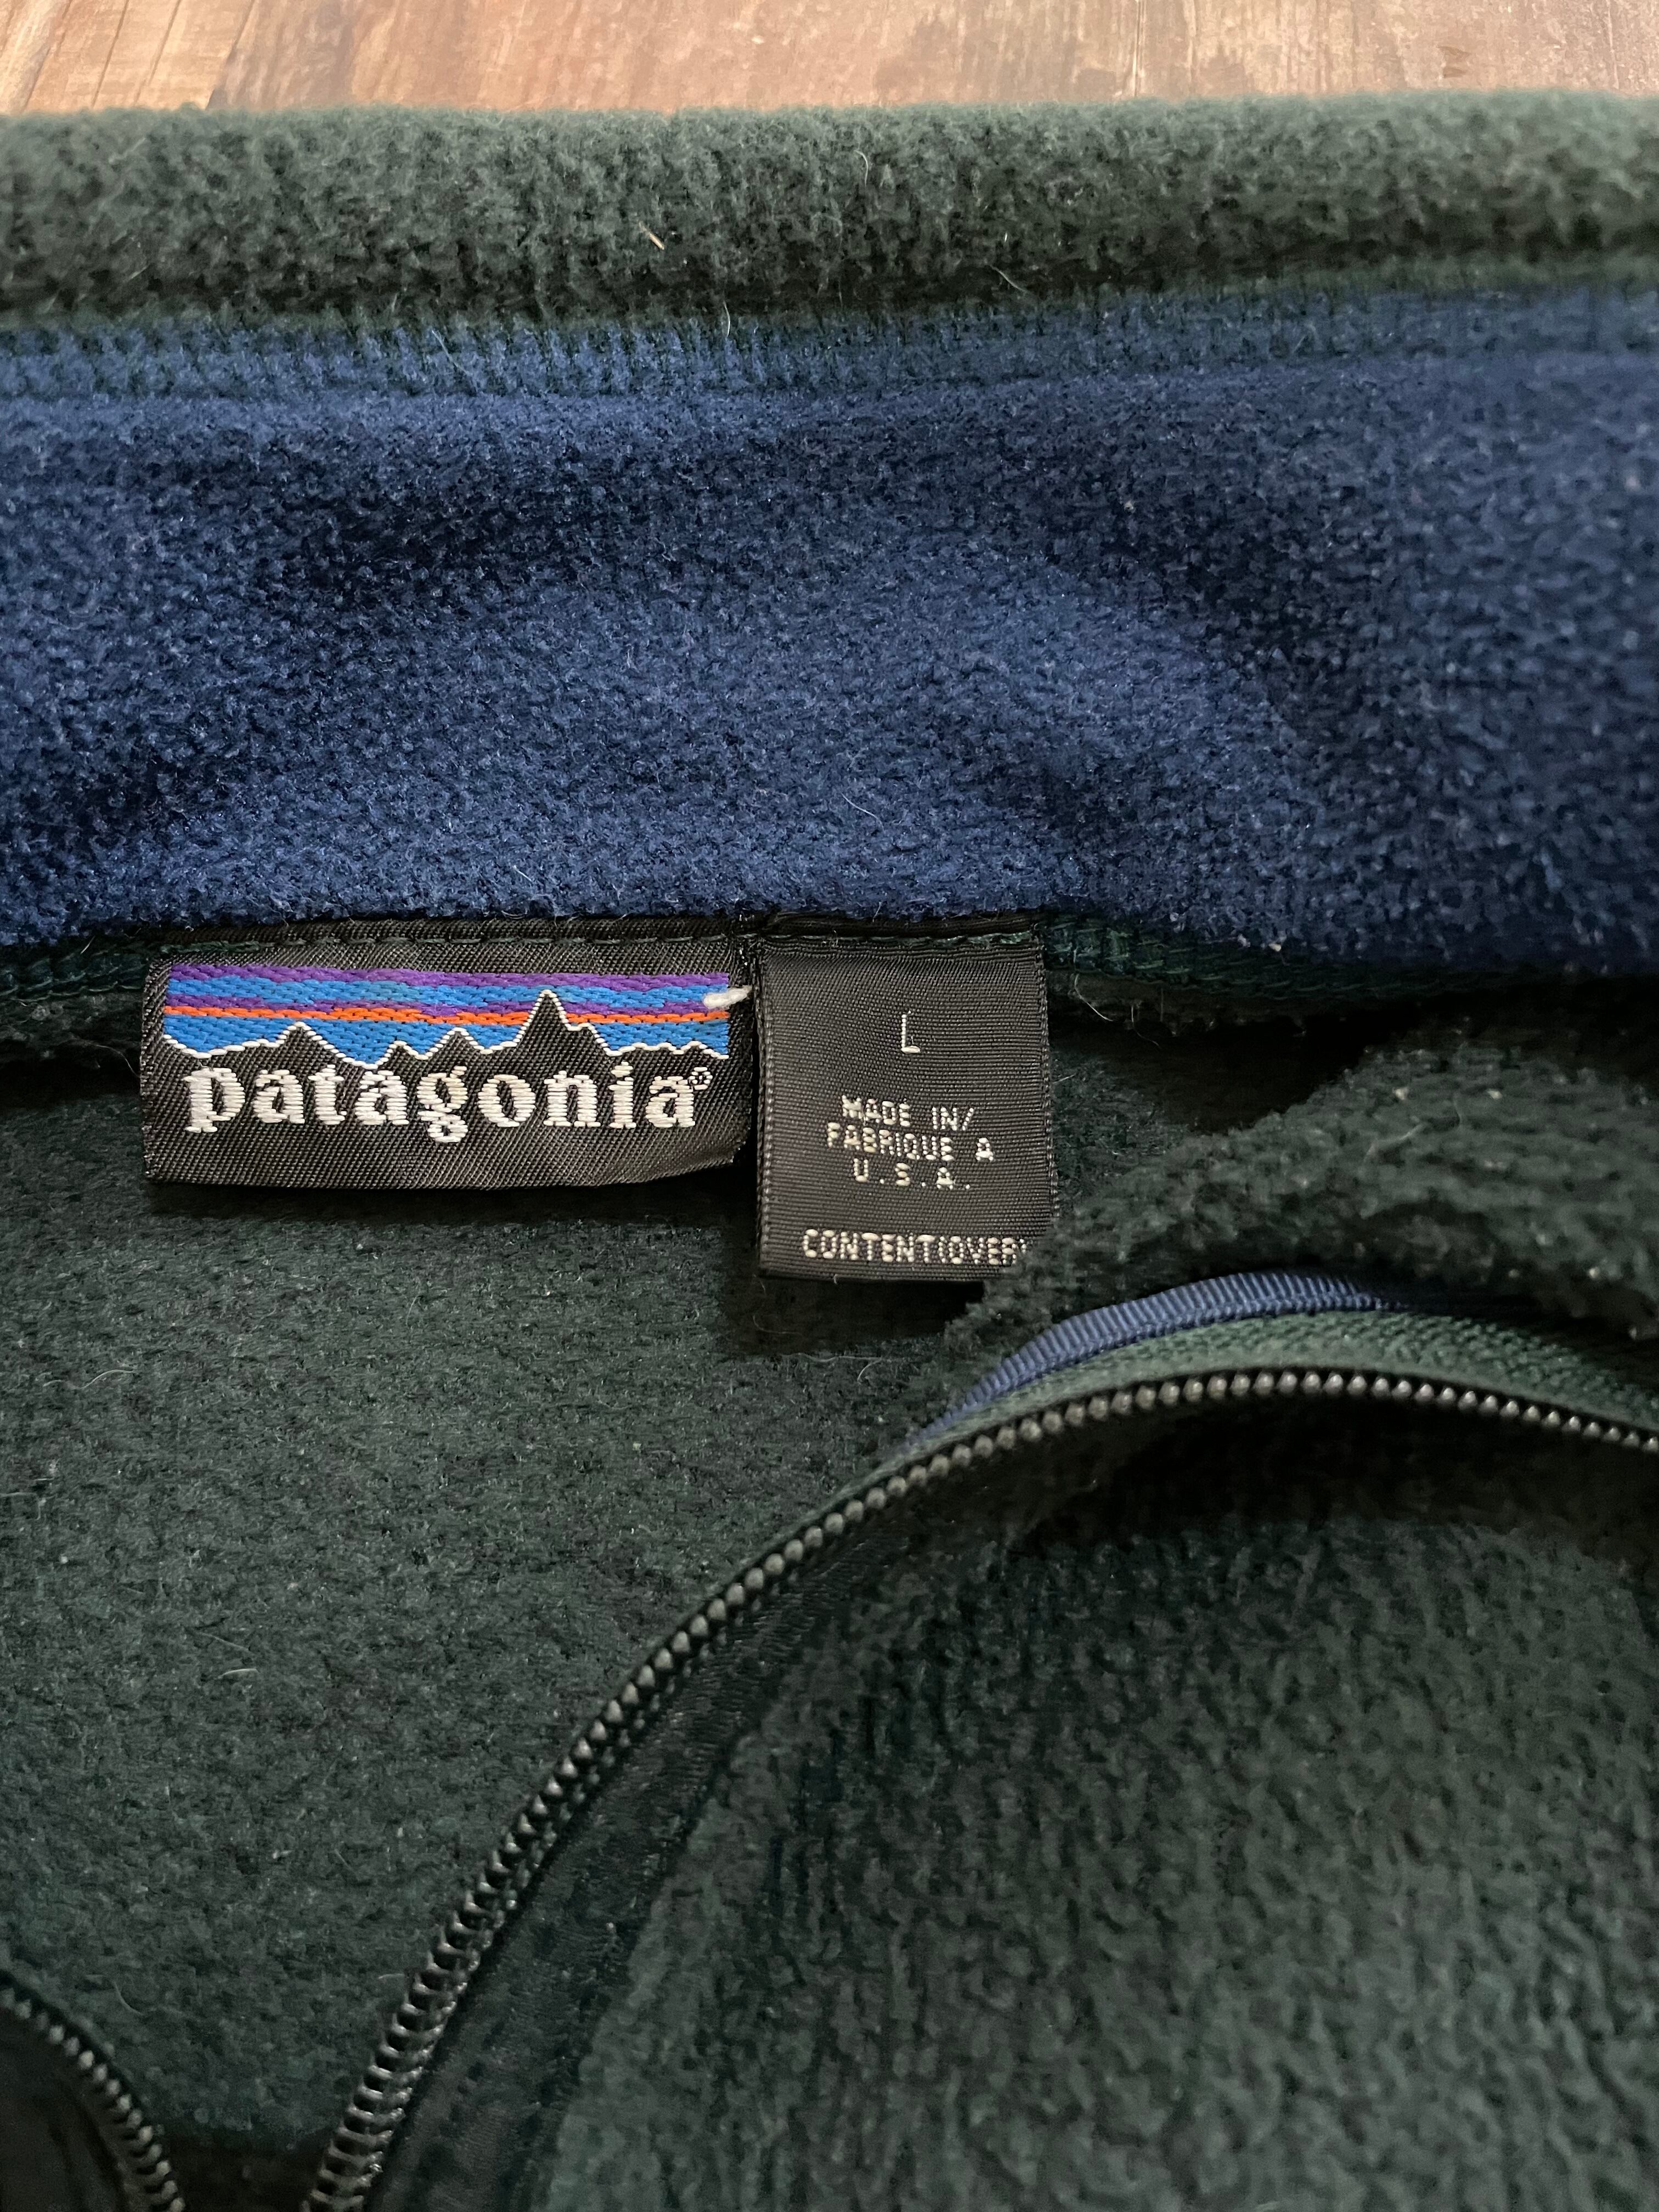 patagonia®
L
MADE IN/
FABRIQUE A
U.S.A.
CONTENT(OVER)